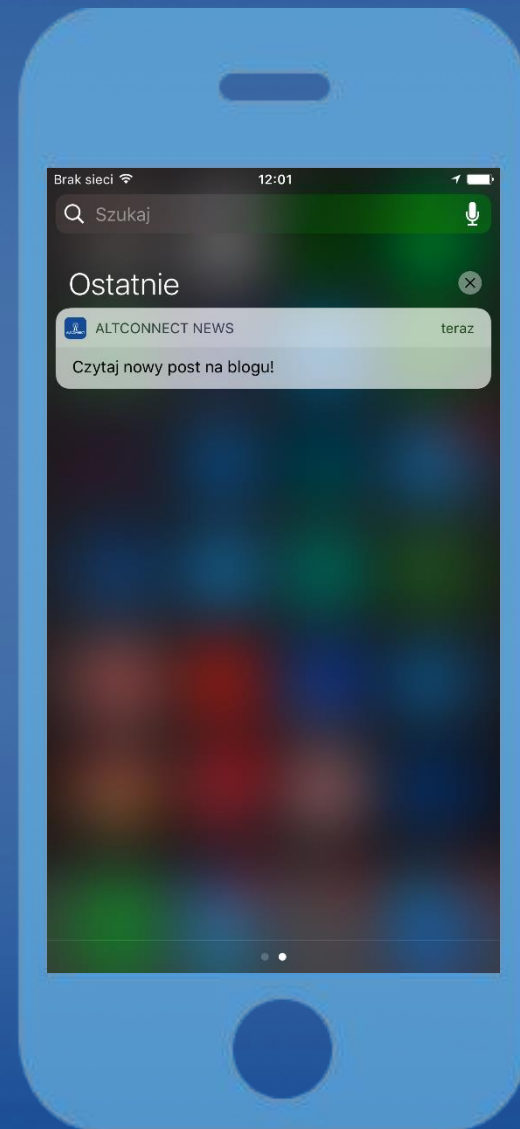 Brak sieci 12:01
Szukaj
Ostatnie
ALTCONNECT NEWS teraz
Czytaj nowy post na blogu!